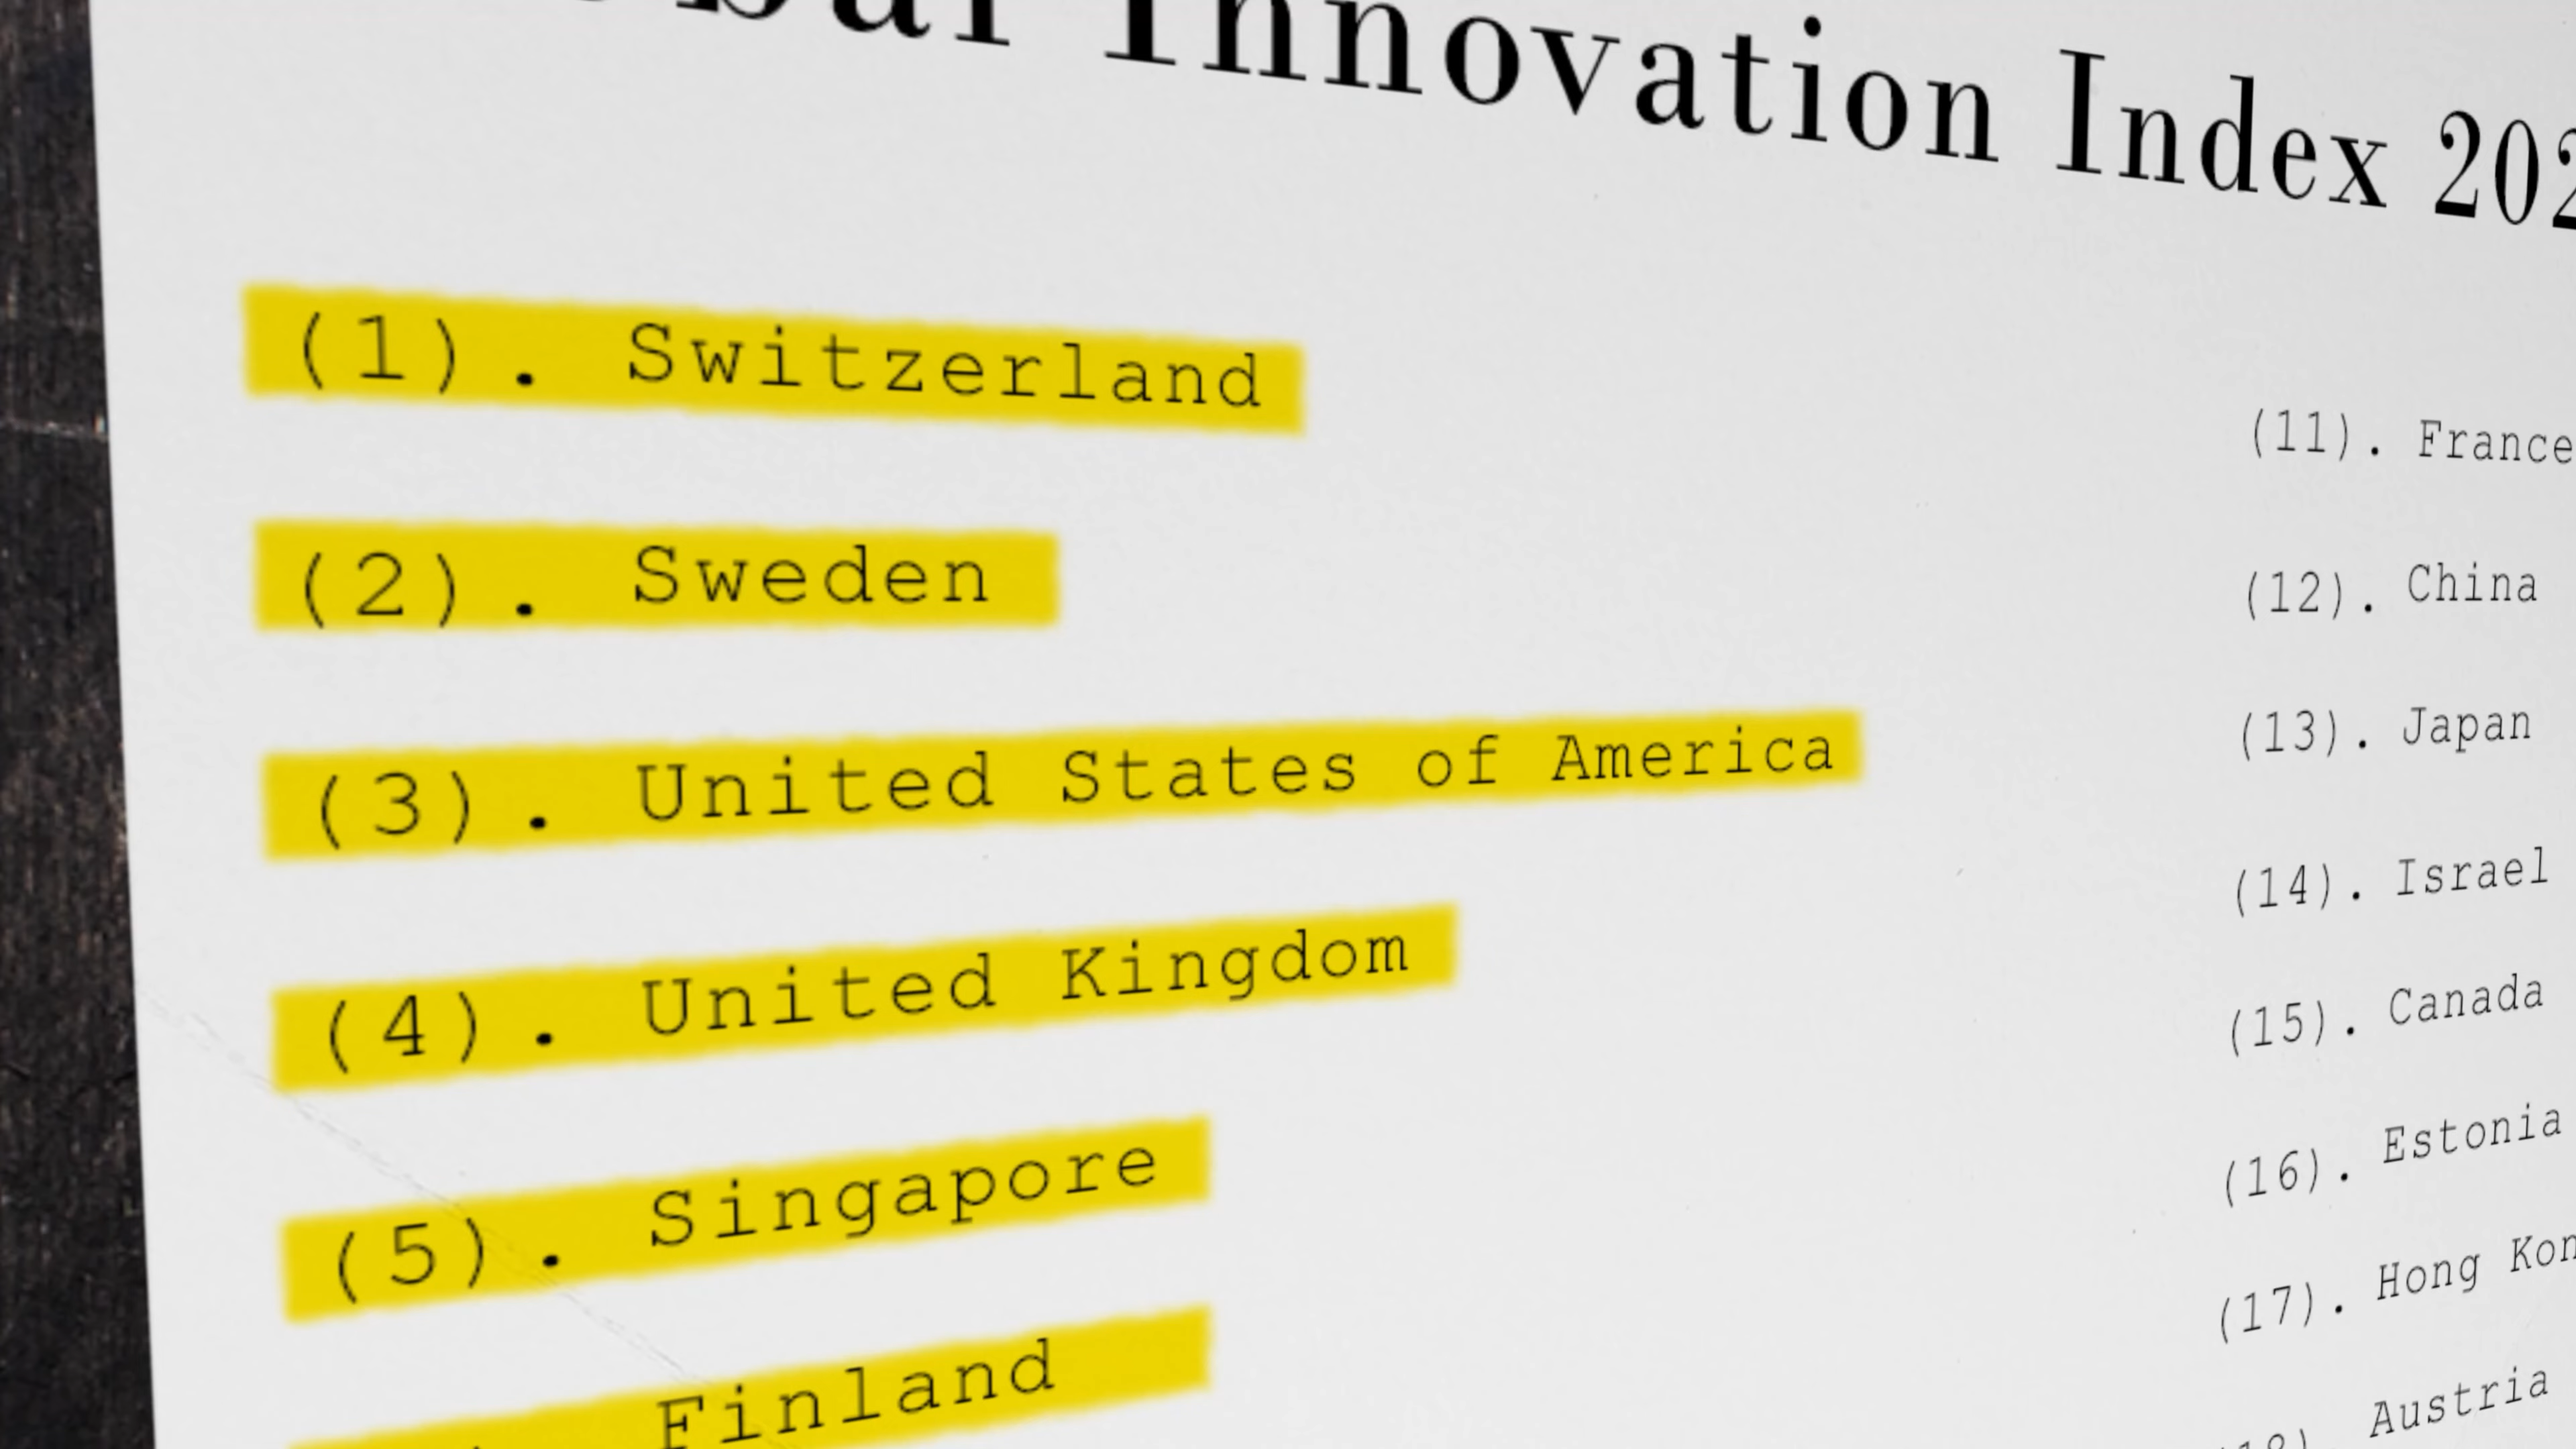 Innovation Index
(1). Switzerland
(2). Sweden
(3). United States of America
(4). United Kingdom
(5). Singapore
Finland
(11). France
(12). China
(13). Japan
(14). Israel
(15). Canada
(16). Estonia
(17). Hong
Austria